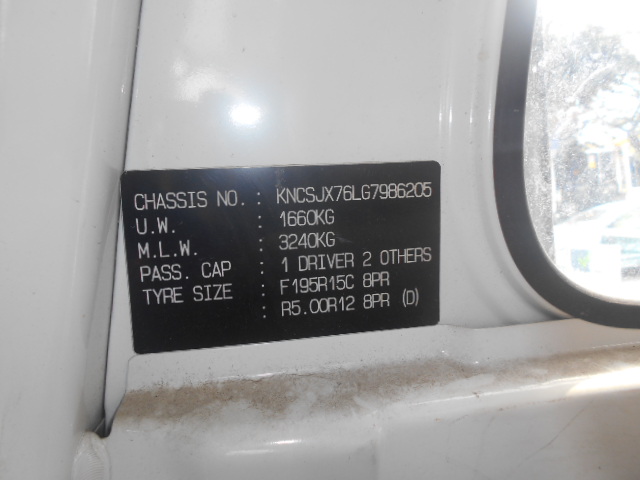 CHASSIS NO. : KNCSJX76LG7986205
U.W. : 1660KG
M.L.W. : 3240KG
PASS. CAP : 1 DRIVER 2 OTHERS
TYRE SIZE : F195R15C 8PR
: R5.00R12 8PR (D)